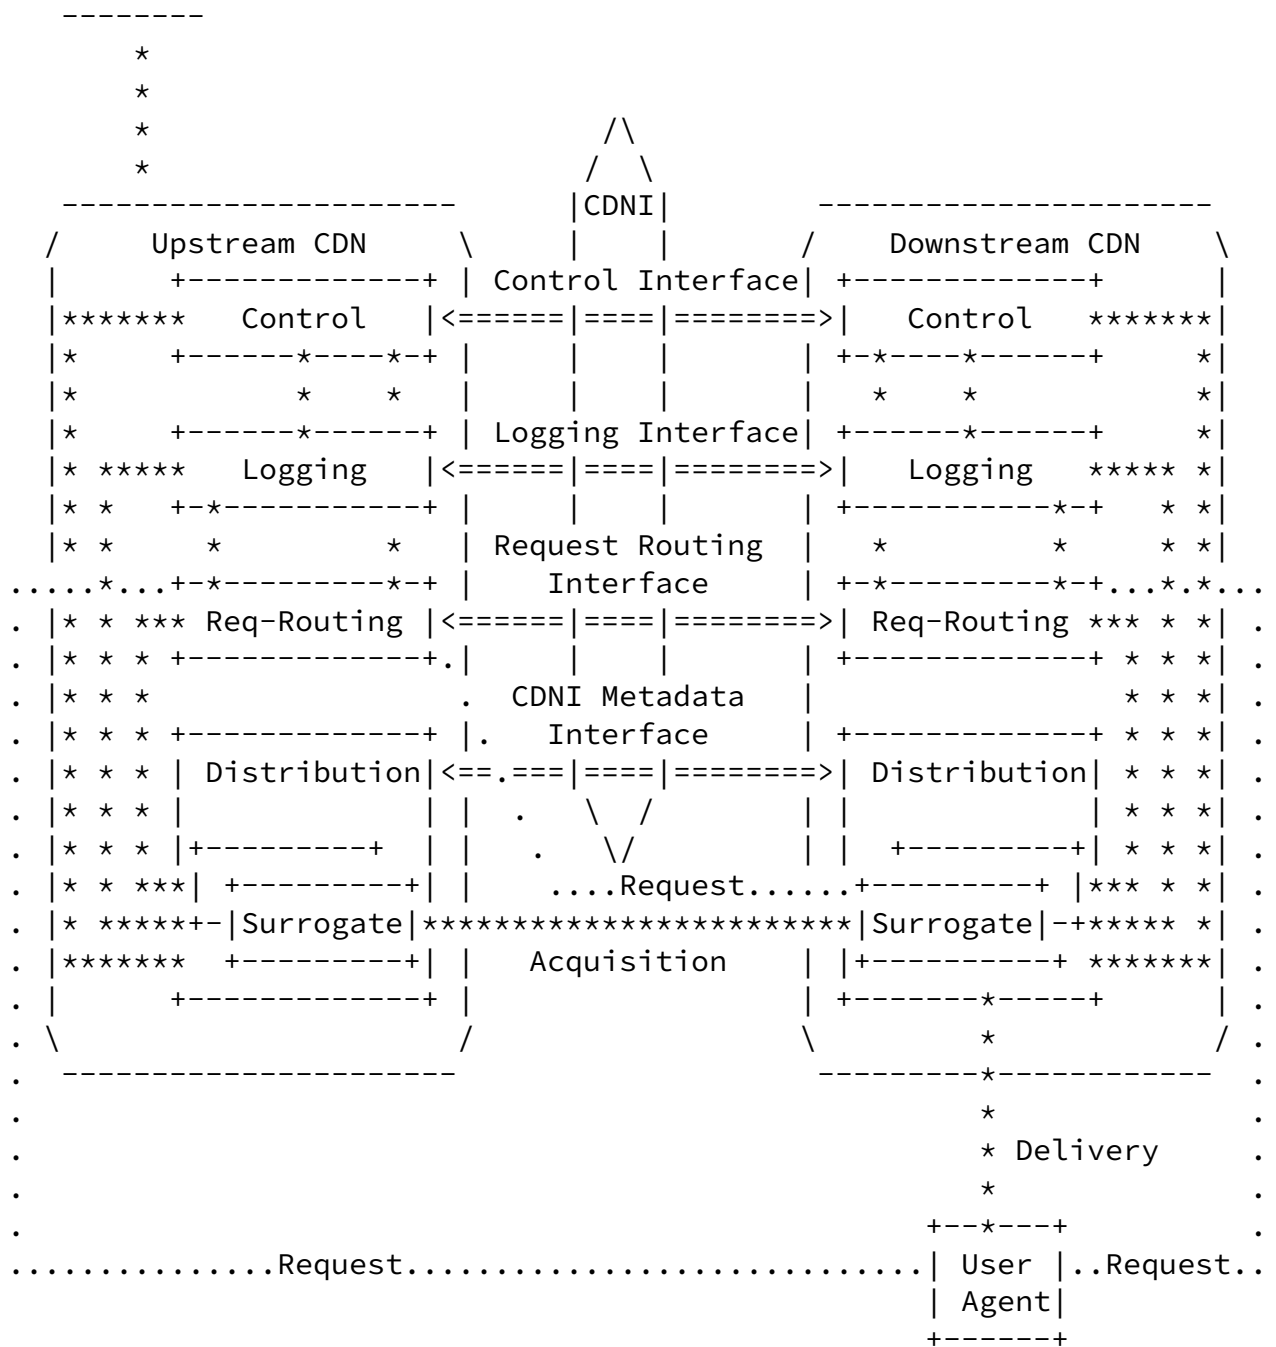 CDNI
Upstream CDN Downstream CDN
Control Interface
Control Control
Logging Interface
Logging Logging
Request Routing
Interface
Req-Routing Req-Routing
CDNI Metadata
Interface
Distribution Distribution
Request
Surrogate Surrogate
Acquisition
Delivery
Request User Request
Agent